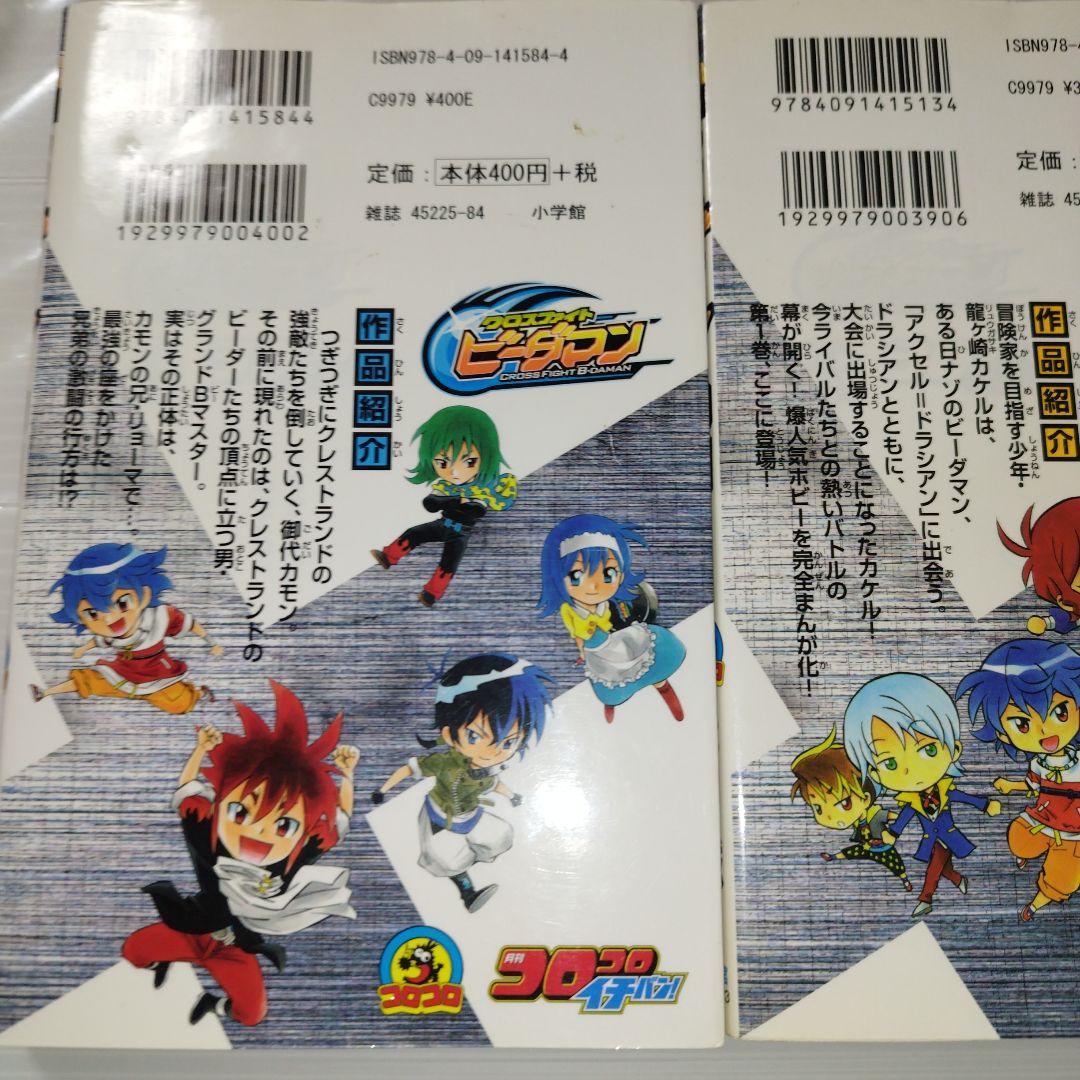 ISBN978-4-09-141584-4
9784091415844
C9979 ¥400E
定価：本体400円＋税
雑誌 45225-84 小学館
1929979004002
クロスファイト
ビーダマン
CROSS FIGHT B-DAMAN
作品紹介
つぎつぎにクレストランドの
強敵たちを倒していく、御代カモン。
その前に現れたのは、クレストランドの
ビーダーたちの頂点に立つ男・
グランドBマスター。
実はその正体は、
カモンの兄・リョーマで…。
最強の座をかけた
兄弟の激闘の行方は!?
コロコロ
月刊
コロコロ
イチバン!
ISBN978-4
9784091415134
C9979 ¥3
定価：
雑誌 45
1929979003906
作品紹介
冒険家を目指す少年・
龍ヶ崎カケルは、
ある日ナゾのビーダマン、
「アクセル＝ドラシアン」に出会う。
ドラシアンとともに、
大会に出場することになったカケル！
今ライバルたちとの熱いバトルの
幕が開く！ 爆人気ホビーを完全まんが化！
第1巻、ここに登場！